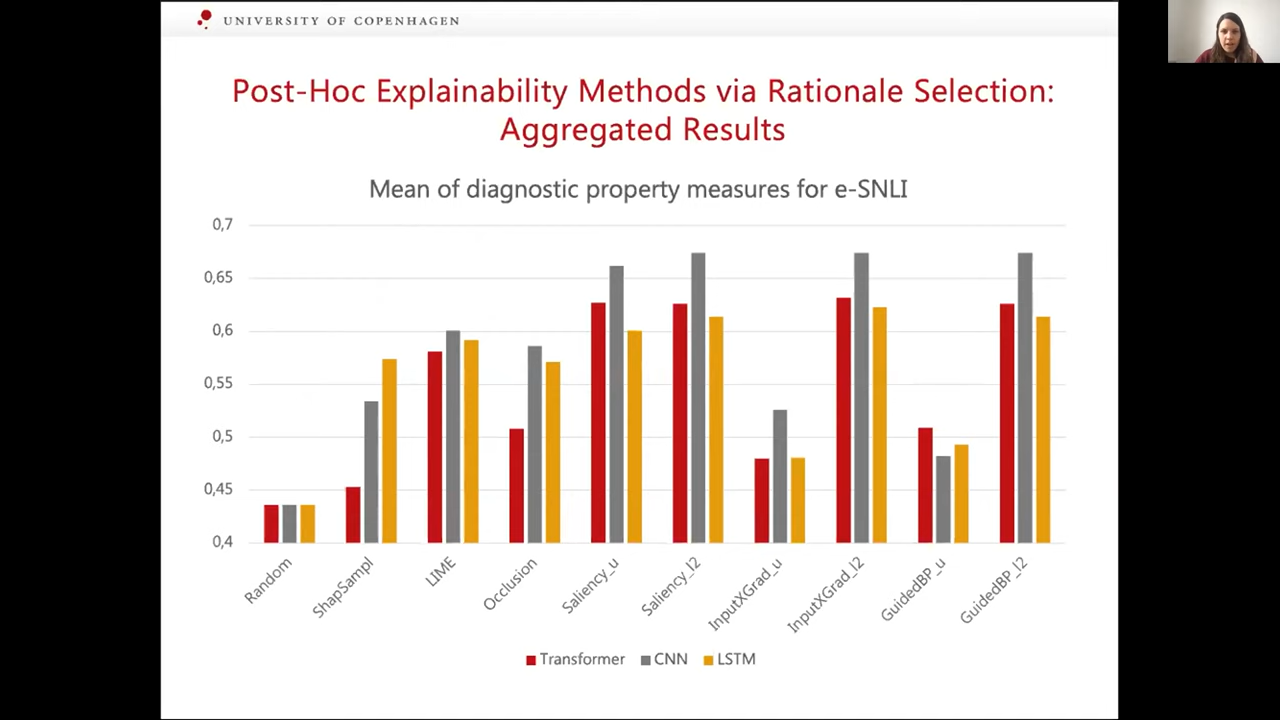 UNIVERSITY OF COPENHAGEN
Post-Hoc Explainability Methods via Rationale Selection:
Aggregated Results
Mean of diagnostic property measures for e-SNLI
0,7
0,65
0,6
0,55
0,5
0,45
0,4
Random
ShapSampl
LIME
Occlusion
Saliency_u
Saliency_l2
InputXGrad_u
InputXGrad_l2
GuidedBP_u
GuidedBP_l2
Transformer CNN LSTM